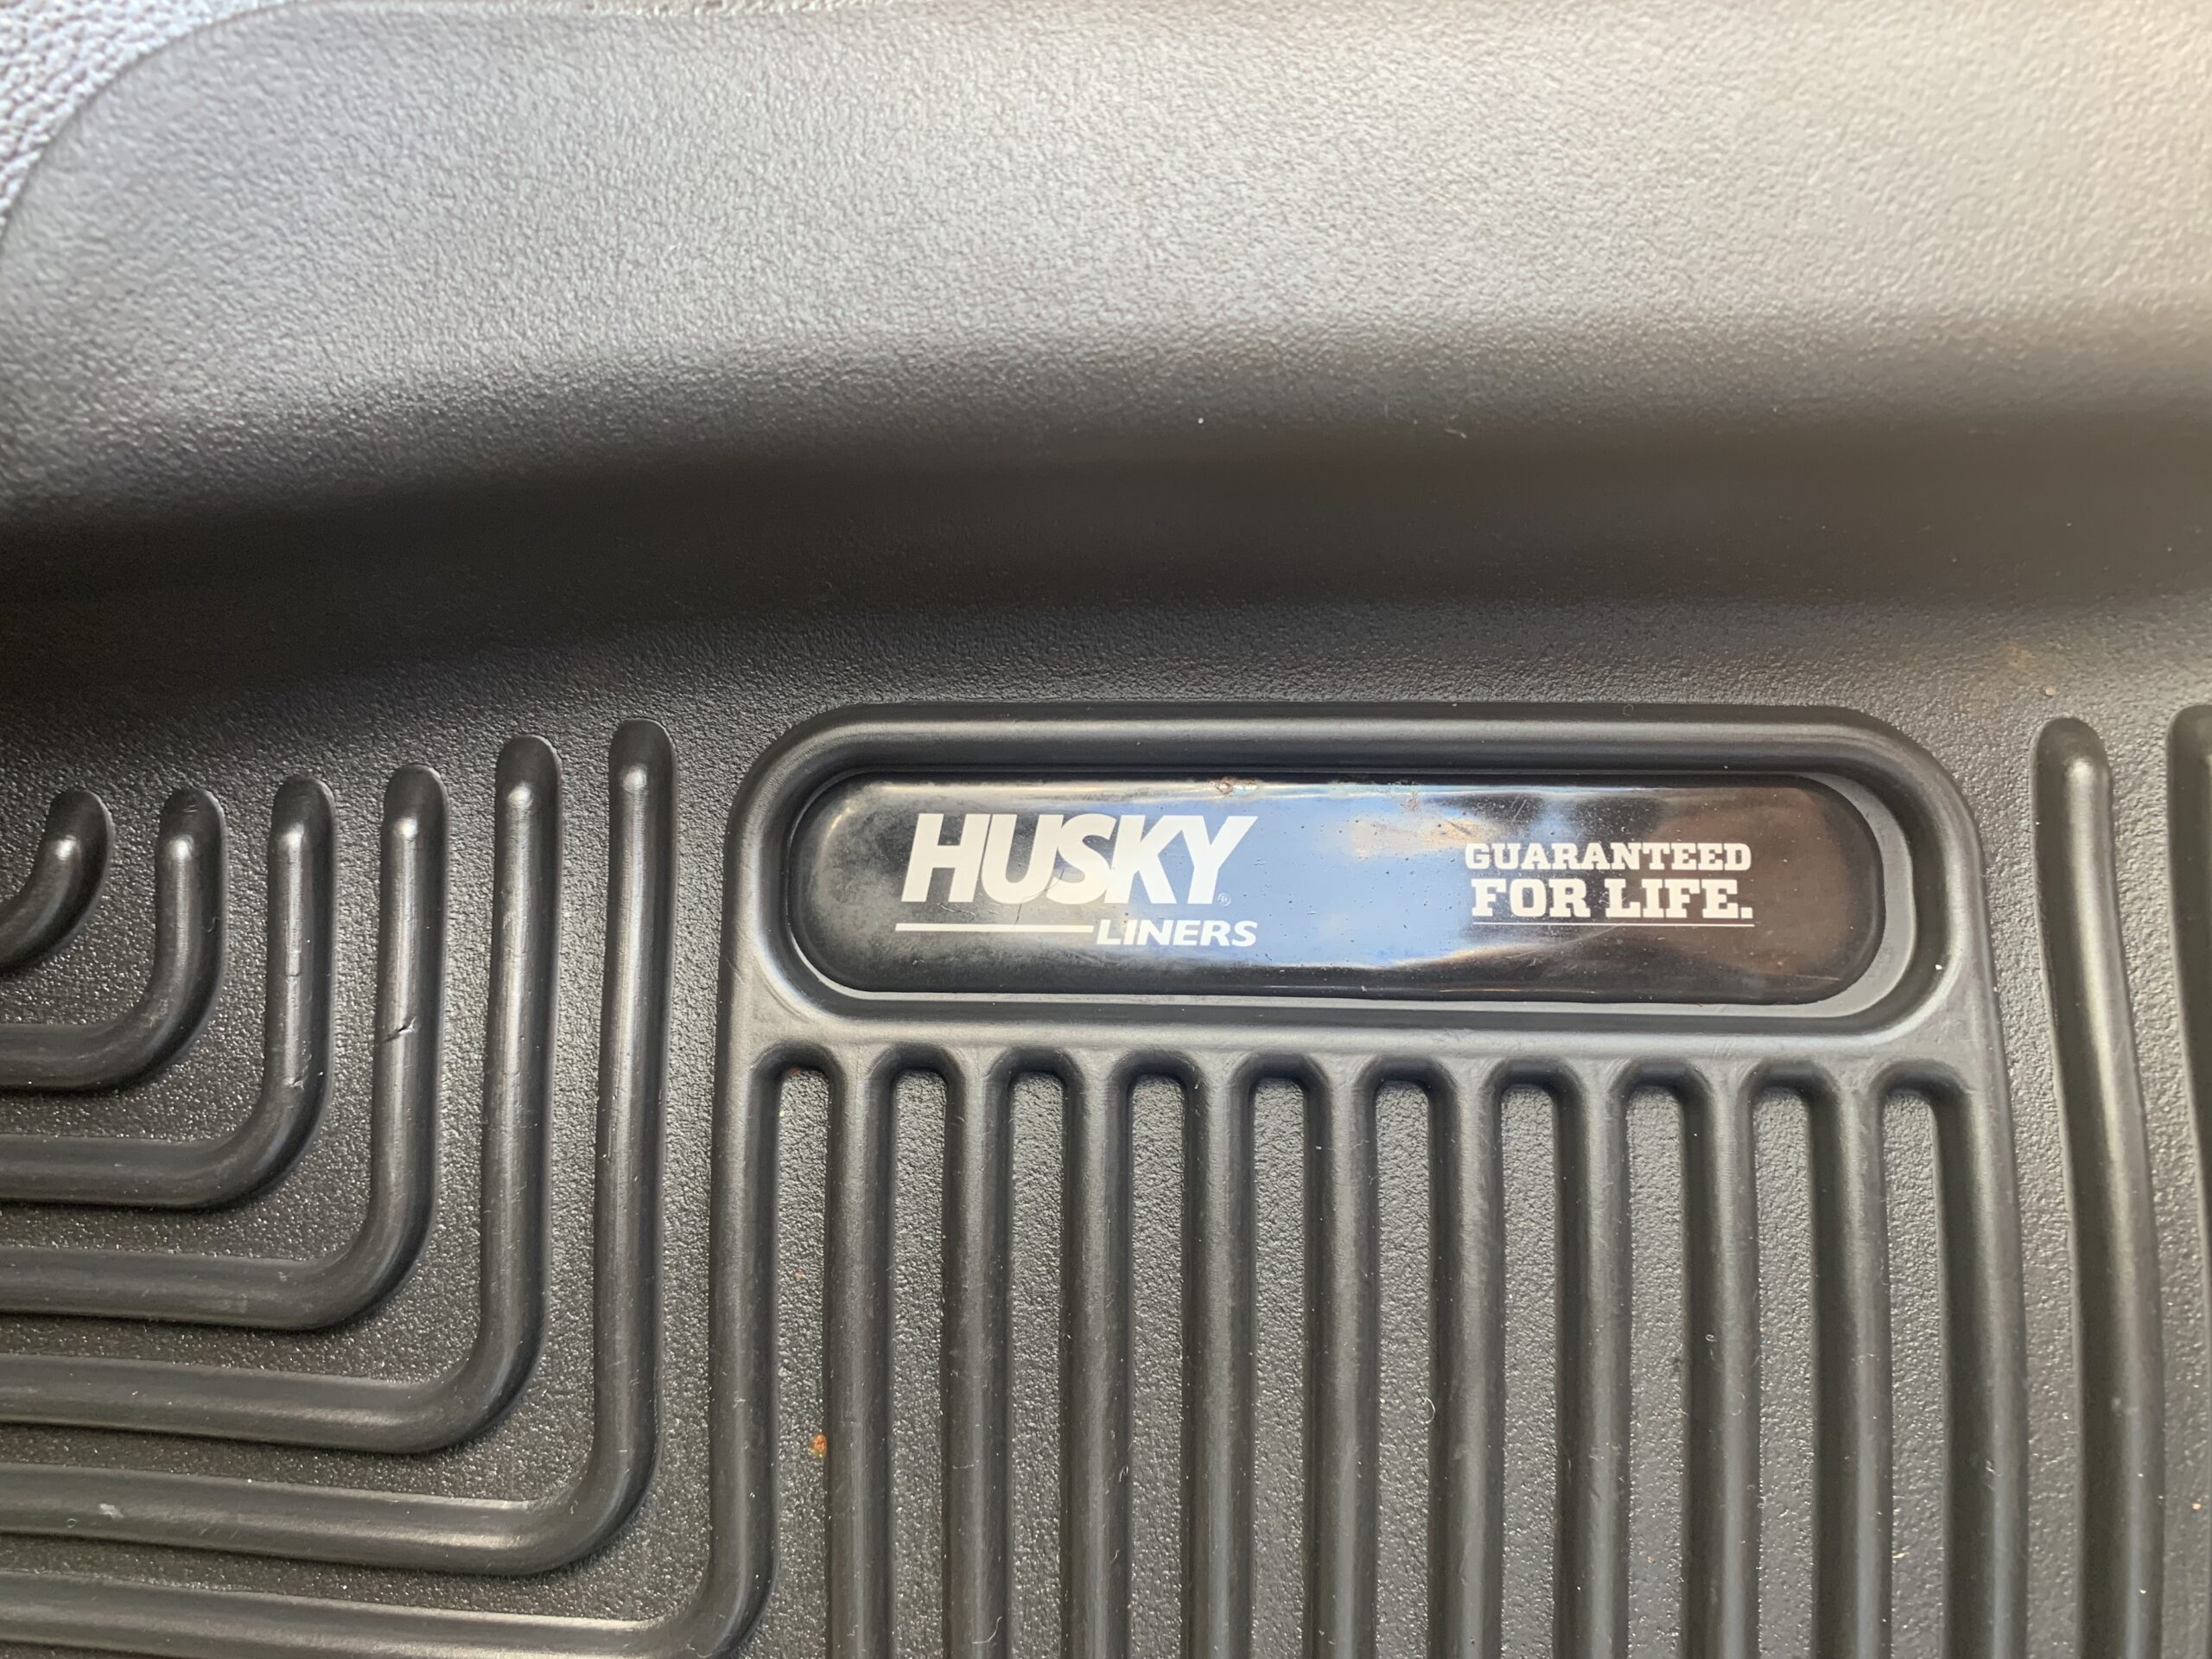 HUSKY®
LINERS
GUARANTEED
FOR LIFE.